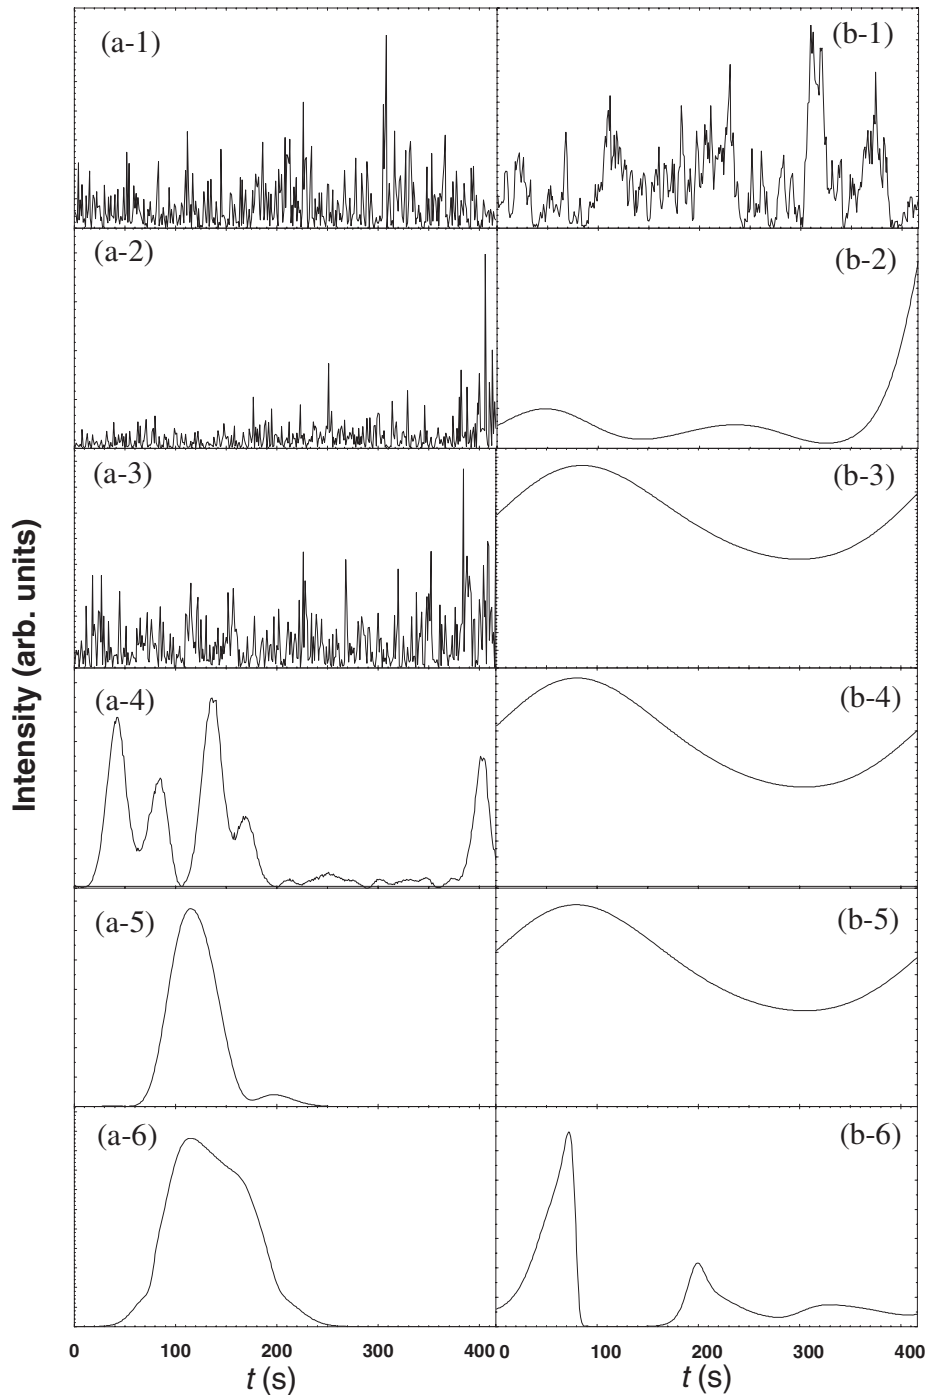 (a-1)
(b-1)
(a-2)
(b-2)
(a-3)
(b-3)
Intensity (arb. units)
(a-4)
(b-4)
(a-5)
(b-5)
(a-6)
(b-6)
0 100 200 300 400 0 100 200 300 400
t (s)
t (s)